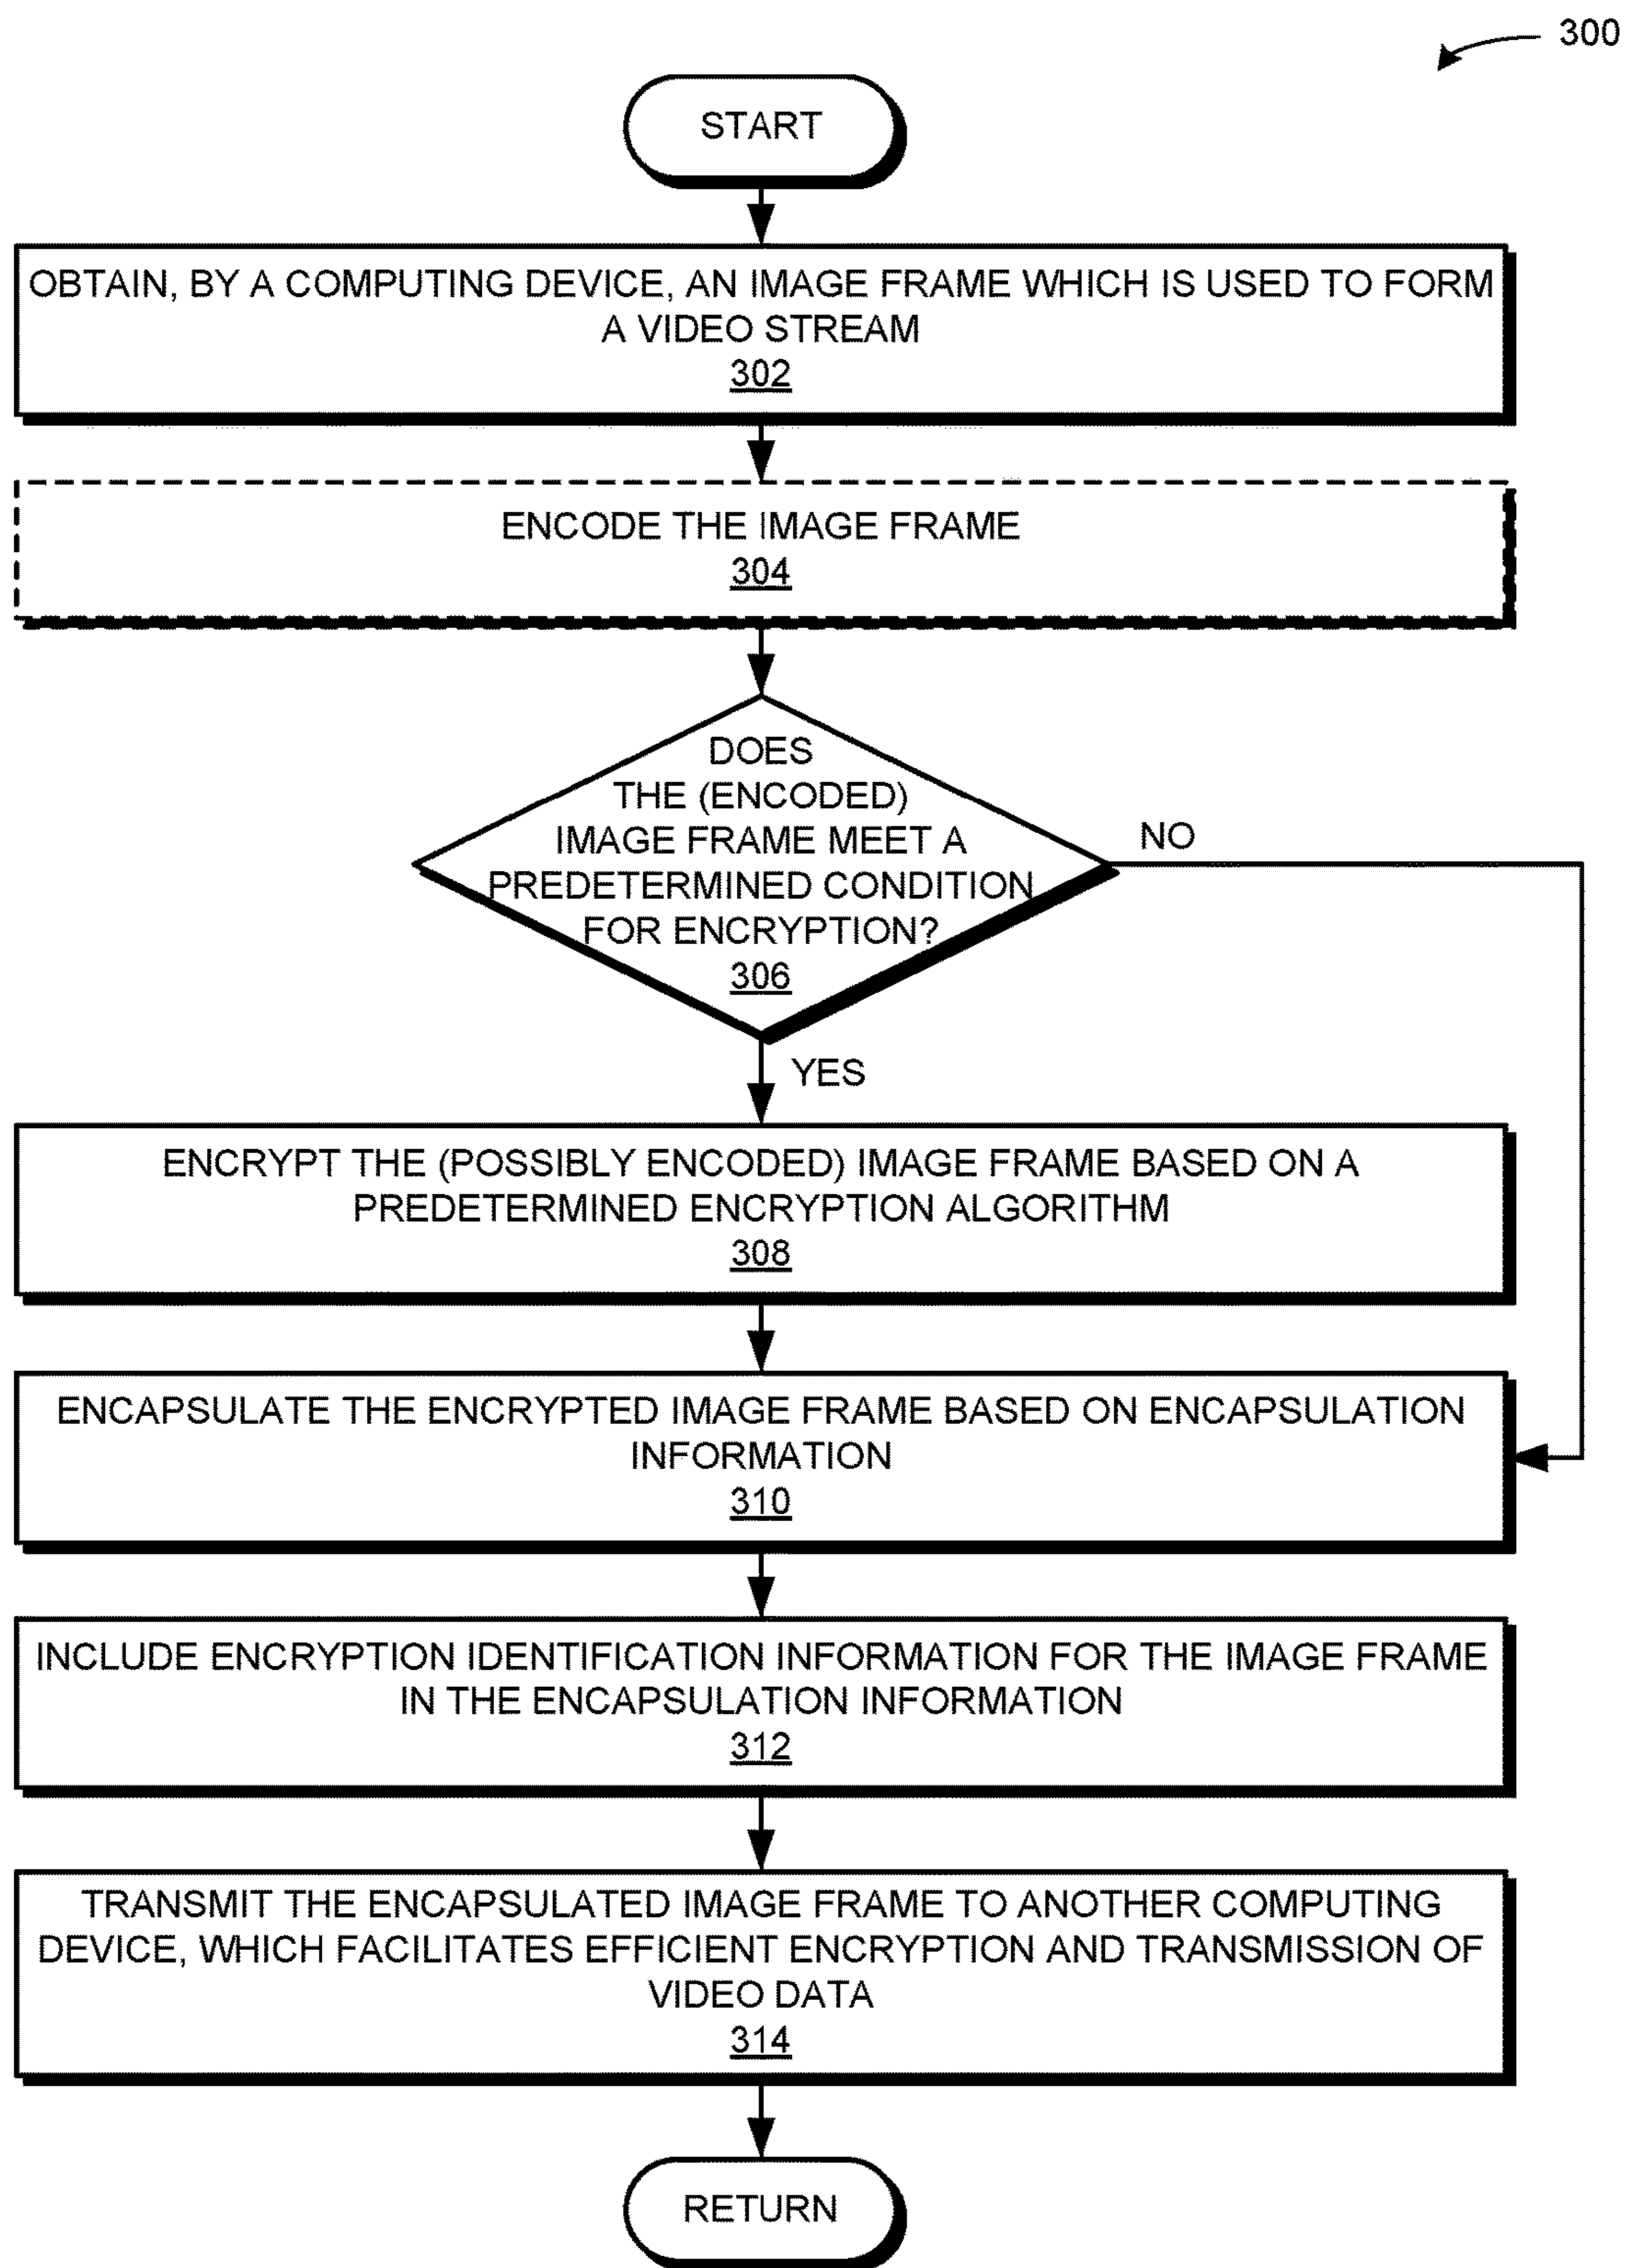 300
START
OBTAIN, BY A COMPUTING DEVICE, AN IMAGE FRAME WHICH IS USED TO FORM
A VIDEO STREAM
302
ENCODE THE IMAGE FRAME
304
DOES
THE (ENCODED)
IMAGE FRAME MEET A
PREDETERMINED CONDITION
FOR ENCRYPTION?
306
NO
YES
ENCRYPT THE (POSSIBLY ENCODED) IMAGE FRAME BASED ON A
PREDETERMINED ENCRYPTION ALGORITHM
308
ENCAPSULATE THE ENCRYPTED IMAGE FRAME BASED ON ENCAPSULATION
INFORMATION
310
INCLUDE ENCRYPTION IDENTIFICATION INFORMATION FOR THE IMAGE FRAME
IN THE ENCAPSULATION INFORMATION
312
TRANSMIT THE ENCAPSULATED IMAGE FRAME TO ANOTHER COMPUTING
DEVICE, WHICH FACILITATES EFFICIENT ENCRYPTION AND TRANSMISSION OF
VIDEO DATA
314
RETURN